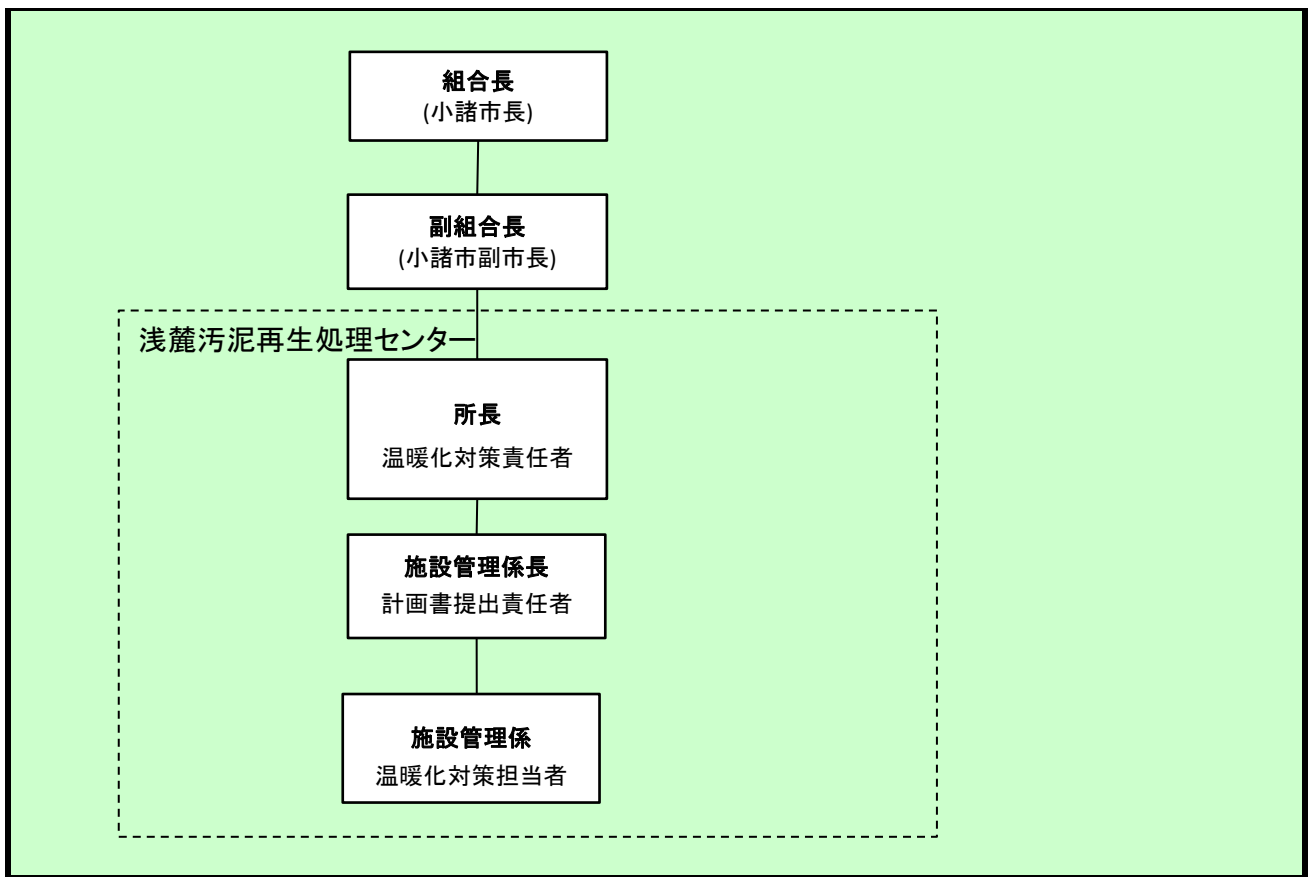 組合長
(小諸市長)
副組合長
(小諸市副市長)
浅麓汚泥再生処理センター
所長
温暖化対策責任者
施設管理係長
計画書提出責任者
施設管理係
温暖化対策担当者